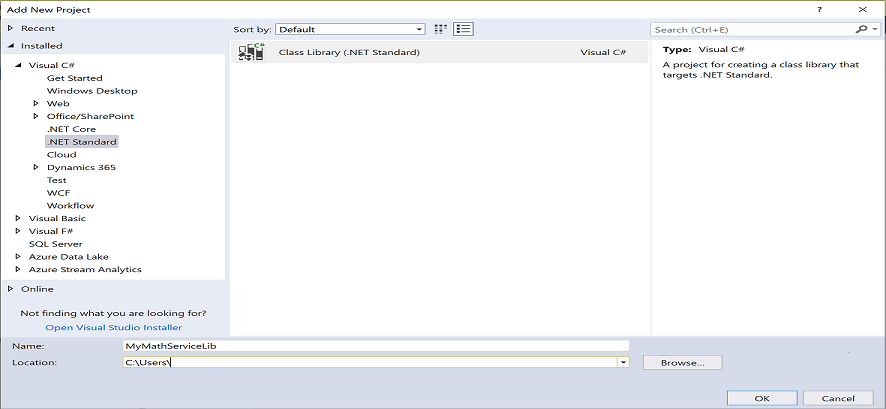 Add New Project
? ×
Recent
Installed
Sort by: Default
Search (Ctrl+E)
Visual C#
Get Started
Windows Desktop
Web
Office/SharePoint
.NET Core
.NET Standard
Cloud
Dynamics 365
Test
WCF
Workflow
Visual Basic
Visual F#
SQL Server
Azure Data Lake
Azure Stream Analytics
Online
Not finding what you are looking for?
Open Visual Studio Installer
C#
Class Library (.NET Standard) Visual C#
Type: Visual C#
A project for creating a class library that
targets .NET Standard.
Name: MyMathServiceLib
Location: C:\Users\
Browse...
OK Cancel